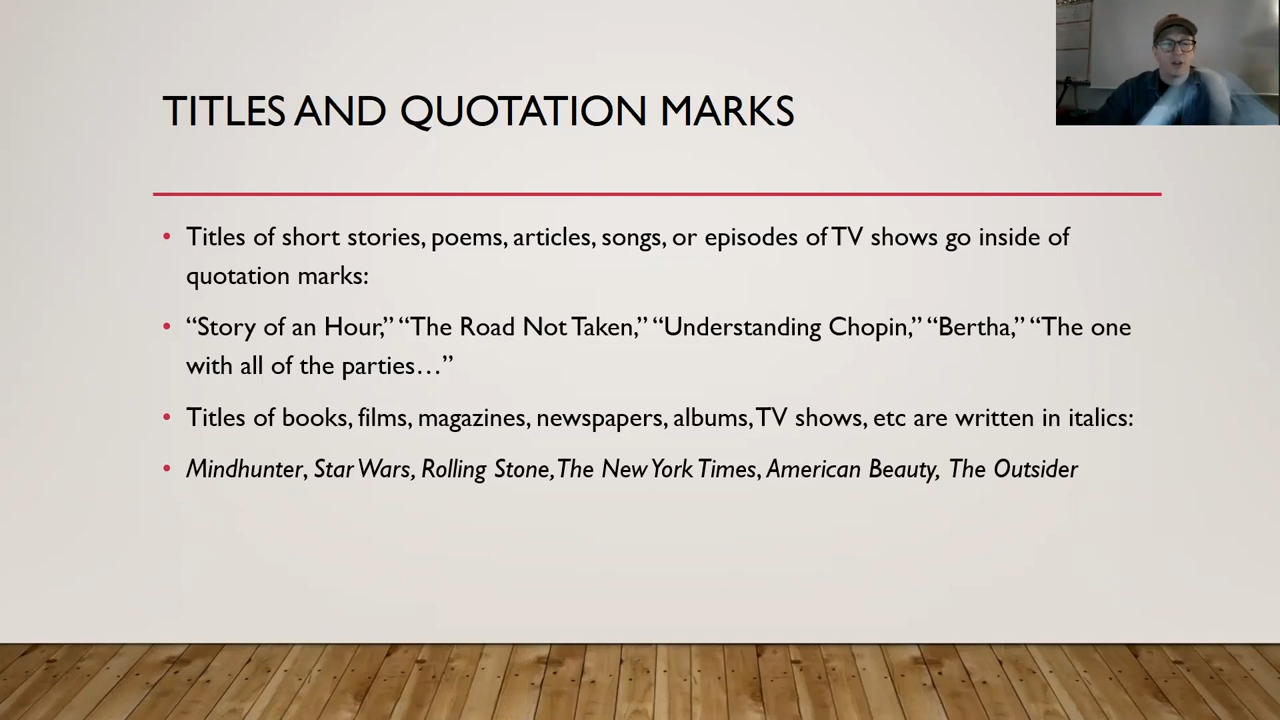 TITLES AND QUOTATION MARKS
• Titles of short stories, poems, articles, songs, or episodes of TV shows go inside of
quotation marks:
• “Story of an Hour,” “The Road Not Taken,” “Understanding Chopin,” “Bertha,” “The one
with all of the parties…”
• Titles of books, films, magazines, newspapers, albums, TV shows, etc are written in italics:
• Mindhunter, Star Wars, Rolling Stone, The New York Times, American Beauty, The Outsider